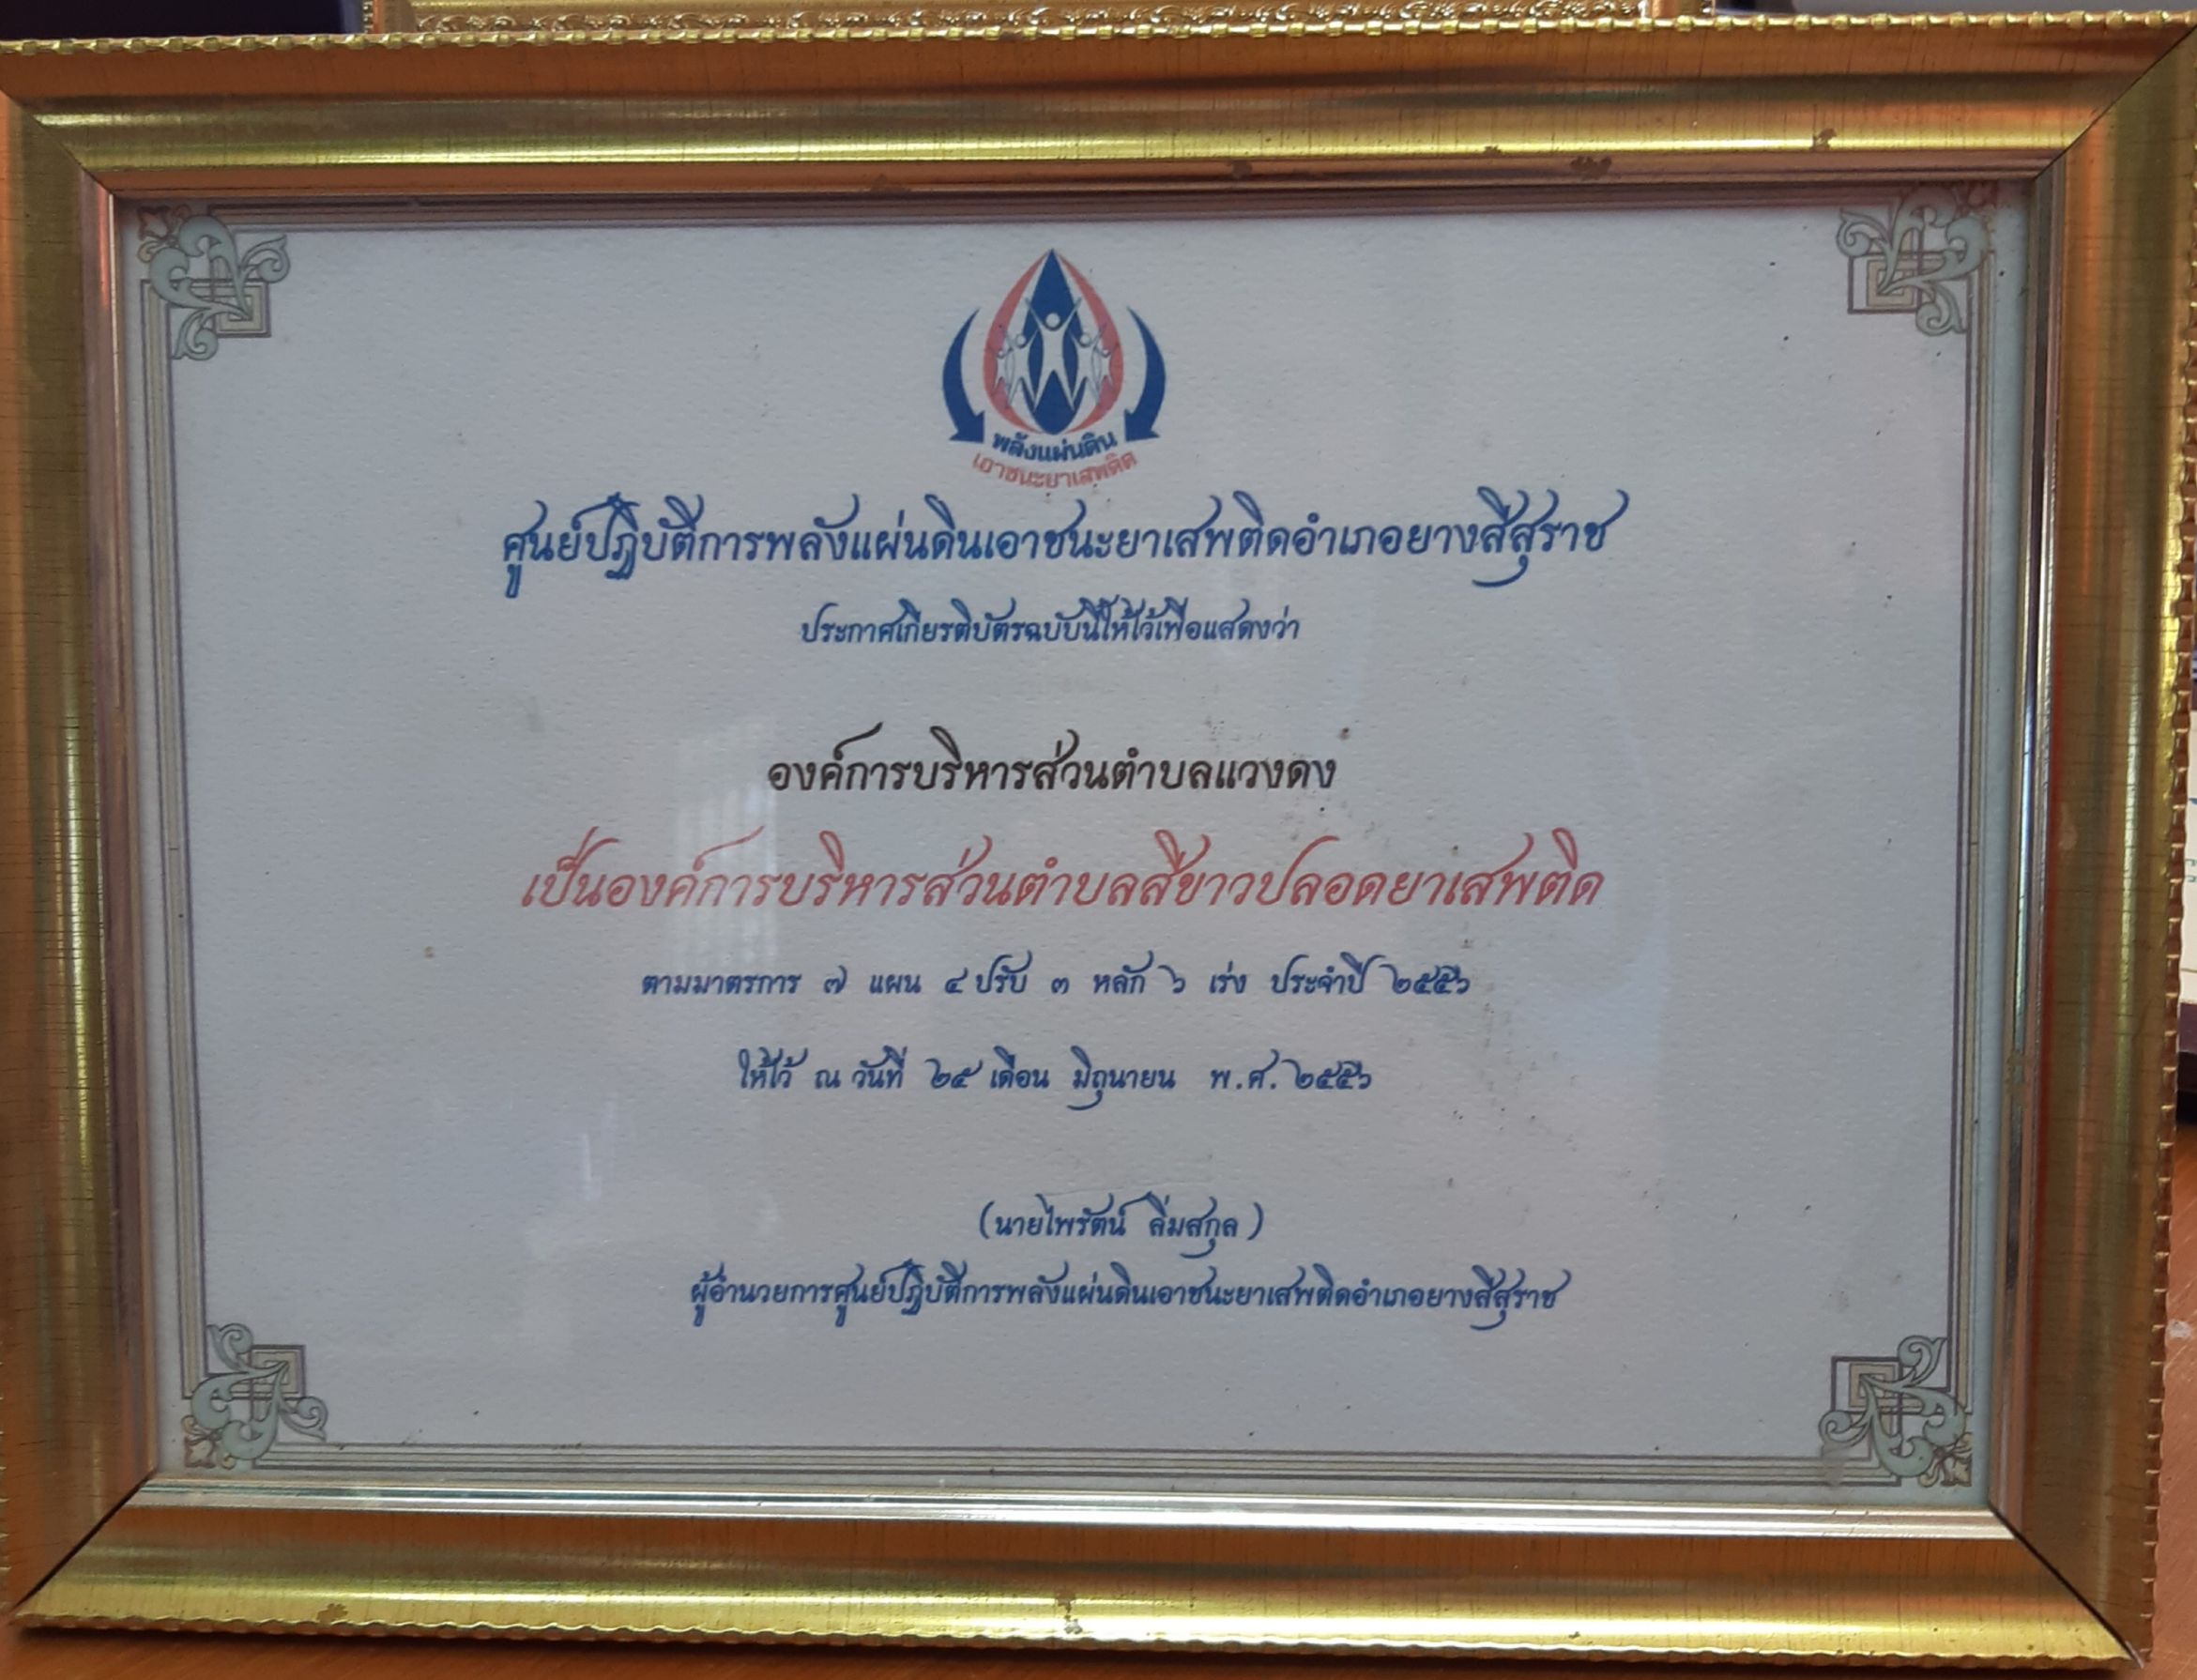 พลังแผ่นดิน
เอาชนะยาเสพติด
ศูนย์ปฏิบัติการพลังแผ่นดินเอาชนะยาเสพติดอำเภอยางสีสุราช
ประกาศเกียรติบัตรฉบับนี้ให้ไว้เพื่อแสดงว่า
องค์การบริหารส่วนตำบลแวงดง
เป็นองค์การบริหารส่วนตำบลสีขาวปลอดยาเสพติด
ตามมาตรการ ๗ แผน ๔ ปรับ ๓ หลัก ๖ เร่ง ประจำปี ๒๕๕๖
ให้ไว้ ณ วันที่ ๒๕ เดือน มิถุนายน พ.ศ. ๒๕๕๖
(นายไพรัตน์ ลิ่มสกุล)
ผู้อำนวยการศูนย์ปฏิบัติการพลังแผ่นดินเอาชนะยาเสพติดอำเภอยางสีสุราช